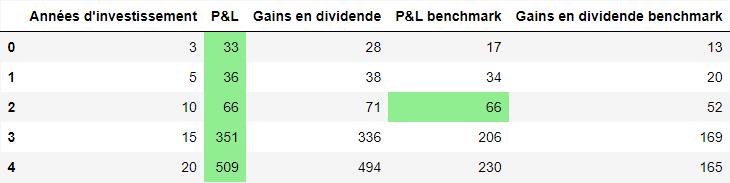 Années d'investissement P&L Gains en dividende P&L benchmark Gains en dividende benchmark
0 3 33 28 17 13
1 5 36 38 34 20
2 10 66 71 66 52
3 15 351 336 206 169
4 20 509 494 230 165